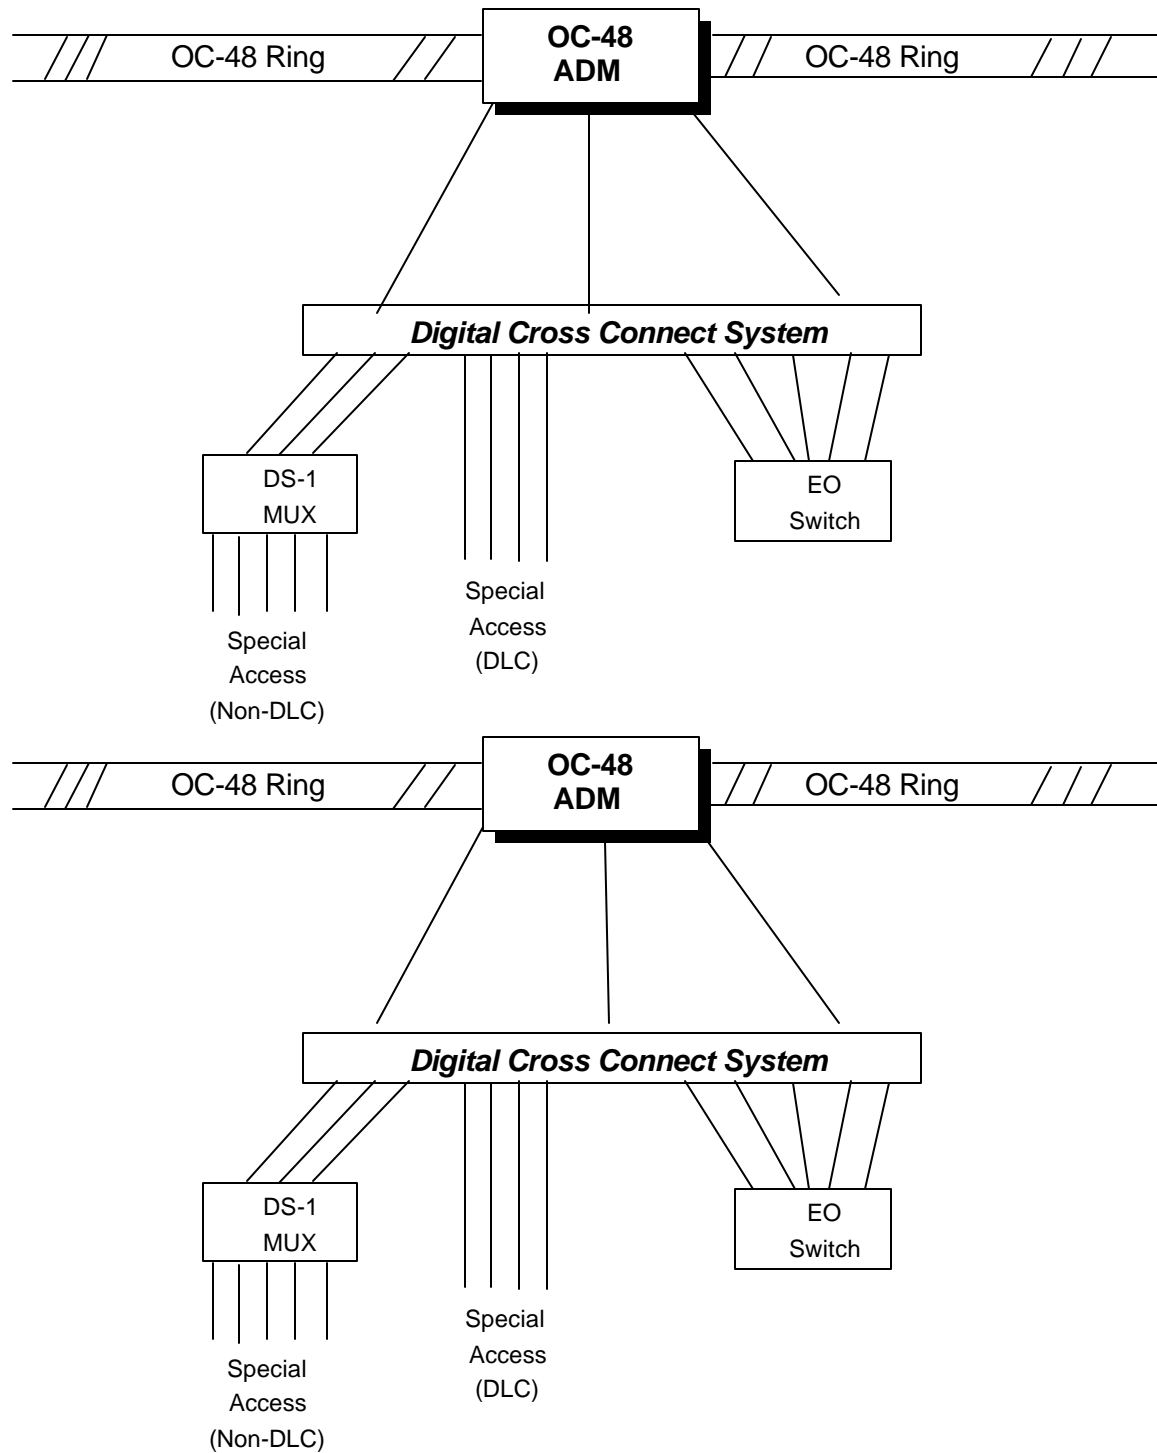 OC-48 Ring
OC-48
ADM
OC-48 Ring
Digital Cross Connect System
DS-1
MUX
EO
Switch
Special
Access
(DLC)
Special
Access
(Non-DLC)
OC-48 Ring
OC-48
ADM
OC-48 Ring
Digital Cross Connect System
DS-1
MUX
EO
Switch
Special
Access
(DLC)
Special
Access
(Non-DLC)